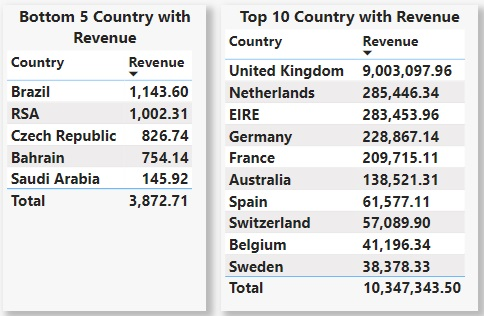 Bottom 5 Country with
Revenue
Country Revenue
Brazil 1,143.60
RSA 1,002.31
Czech Republic 826.74
Bahrain 754.14
Saudi Arabia 145.92
Total 3,872.71
Top 10 Country with Revenue
Country Revenue
United Kingdom 9,003,097.96
Netherlands 285,446.34
EIRE 283,453.96
Germany 228,867.14
France 209,715.11
Australia 138,521.31
Spain 61,577.11
Switzerland 57,089.90
Belgium 41,196.34
Sweden 38,378.33
Total 10,347,343.50